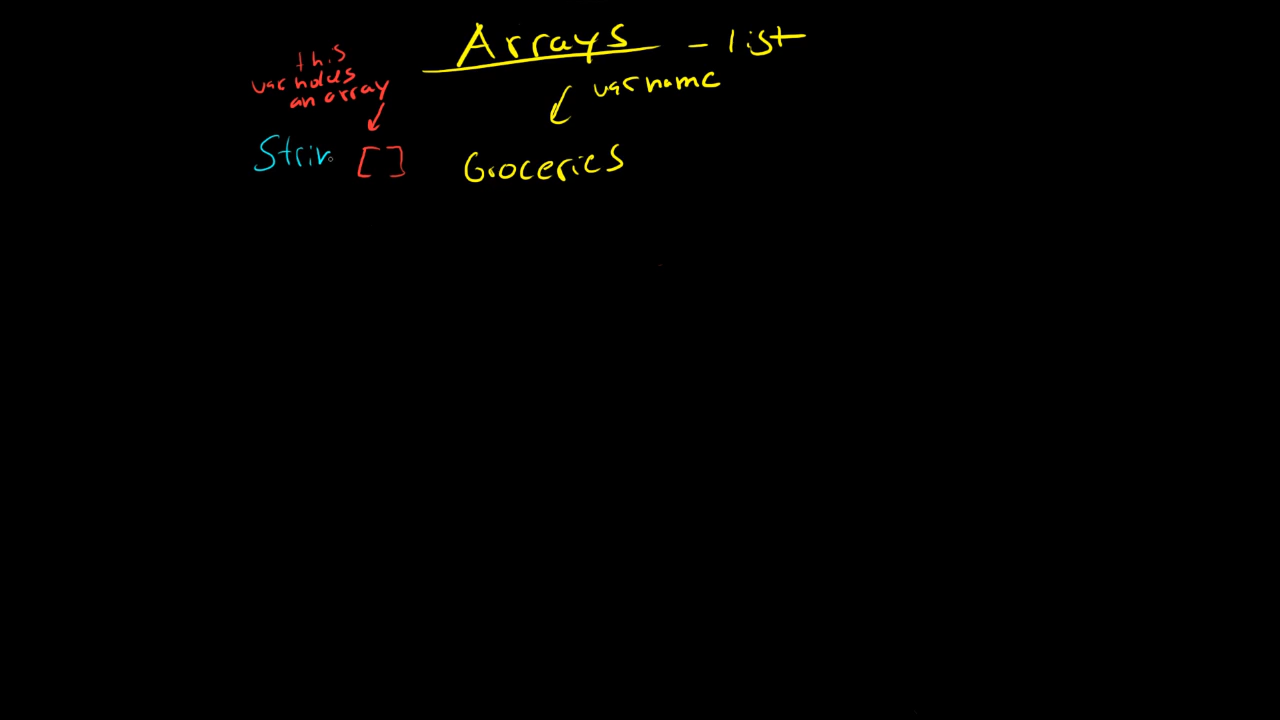 Arrays - list
this
var holds
an array
var name
Strin [] Groceries